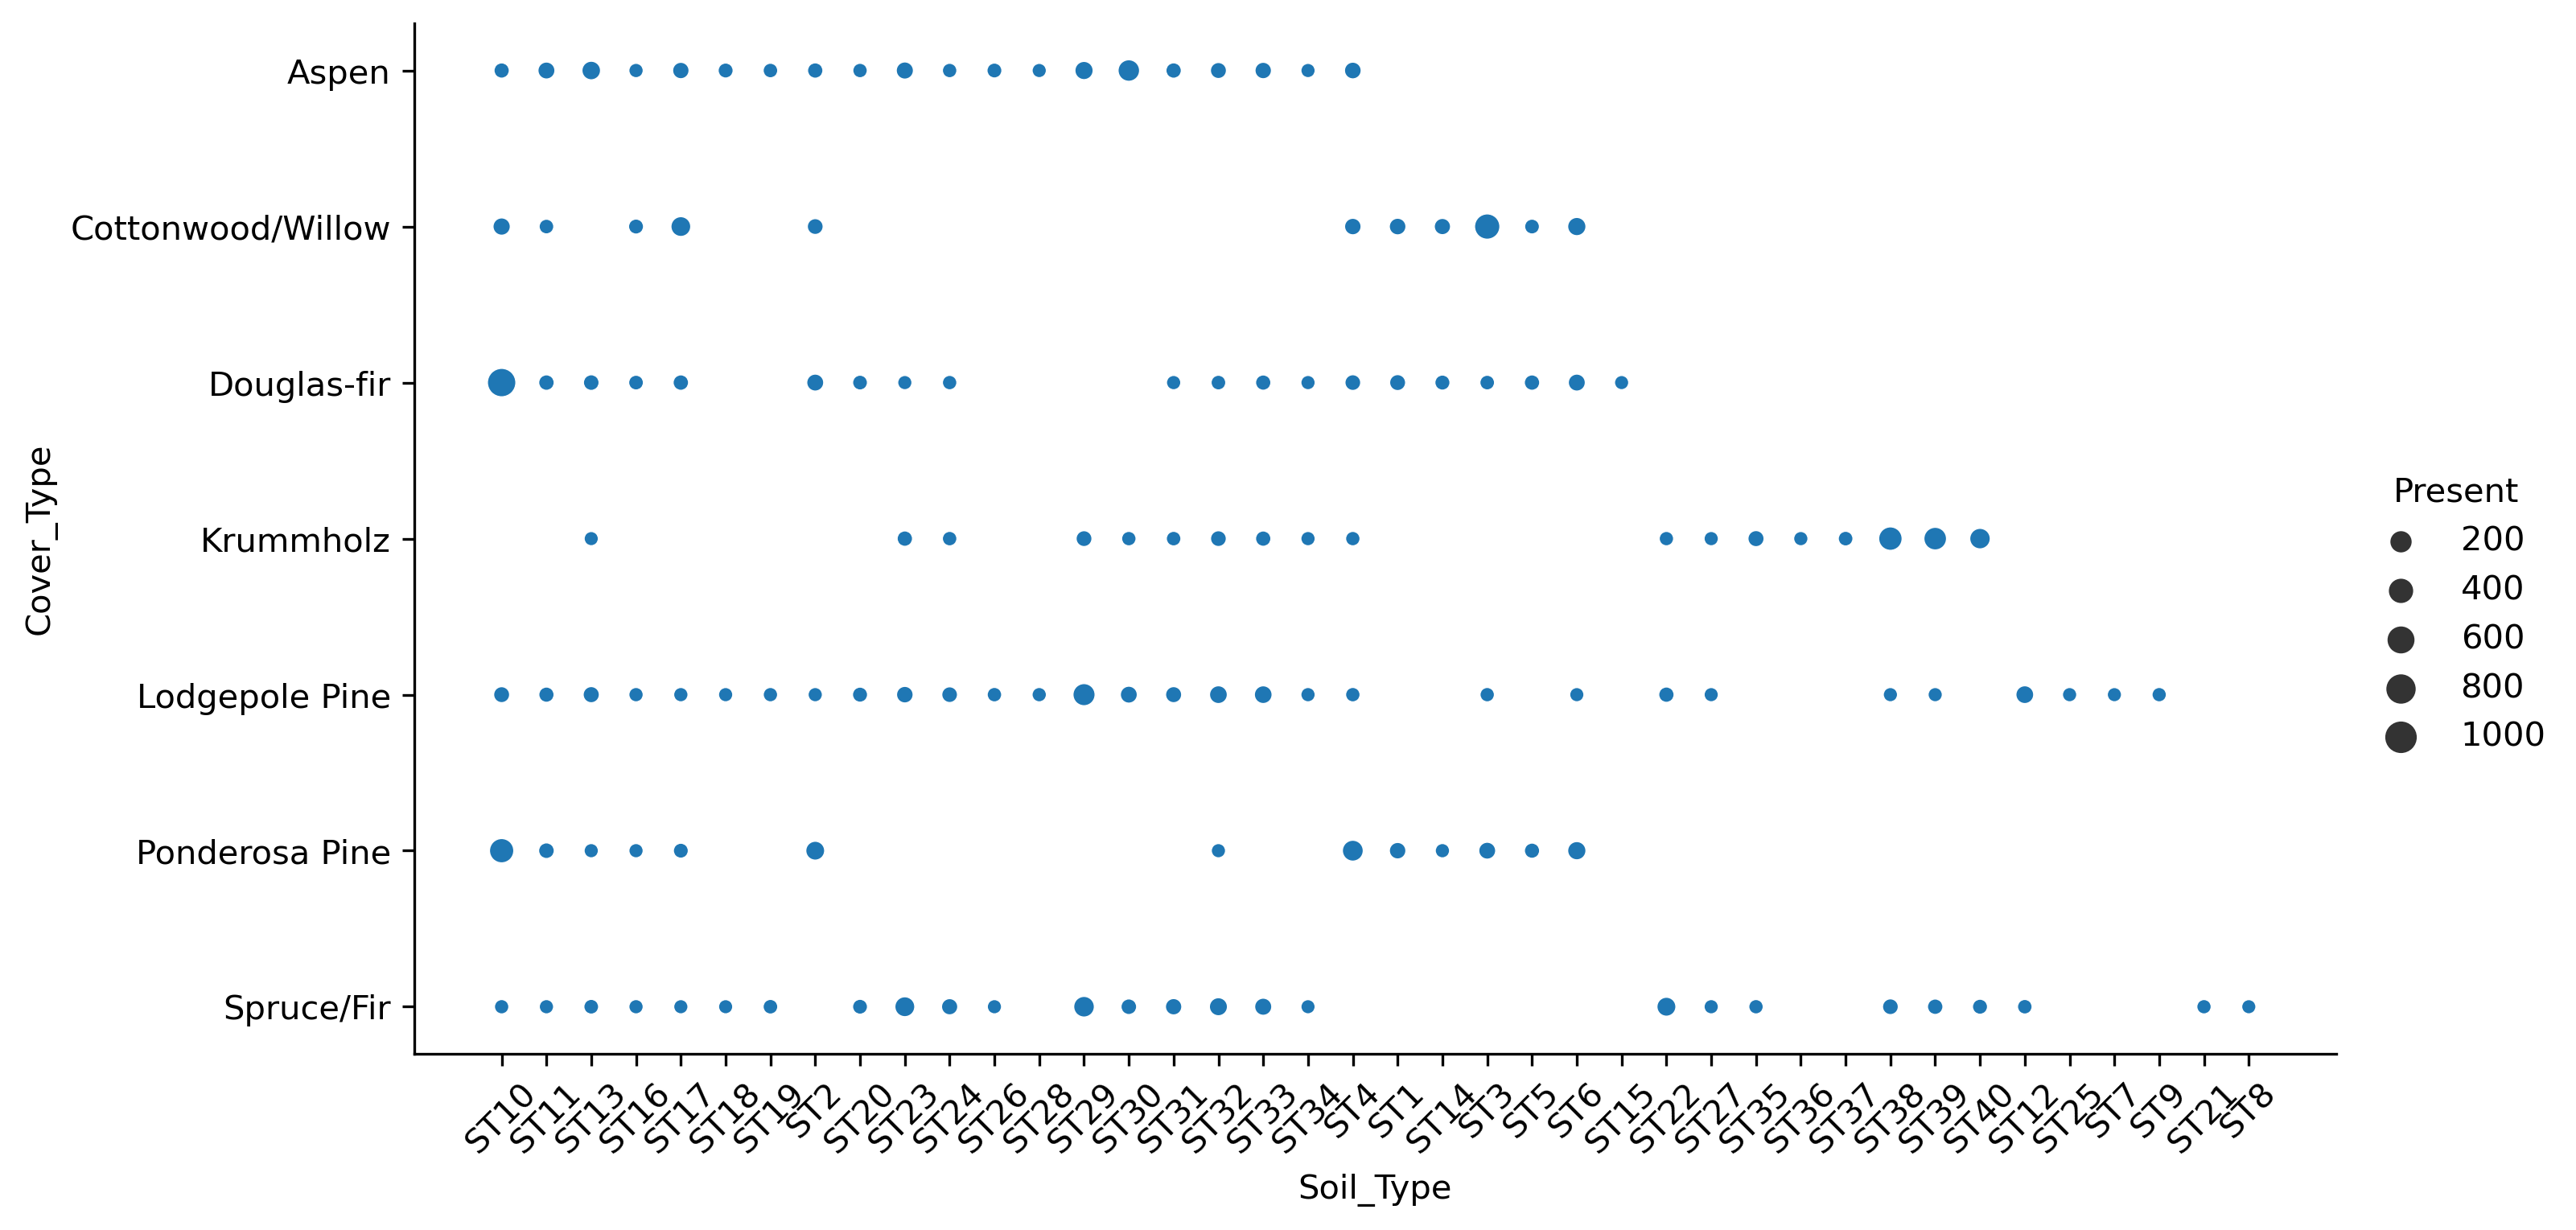 Aspen
Cottonwood/Willow
Douglas-fir
Krummholz
Lodgepole Pine
Ponderosa Pine
Spruce/Fir
Cover_Type
ST10
ST11
ST13
ST16
ST17
ST18
ST19
ST2
ST20
ST23
ST24
ST26
ST28
ST29
ST30
ST31
ST32
ST33
ST34
ST4
ST1
ST14
ST3
ST5
ST6
ST15
ST22
ST27
ST35
ST36
ST37
ST38
ST39
ST40
ST12
ST25
ST7
ST9
ST21
ST8
Soil_Type
Present
200
400
600
800
1000